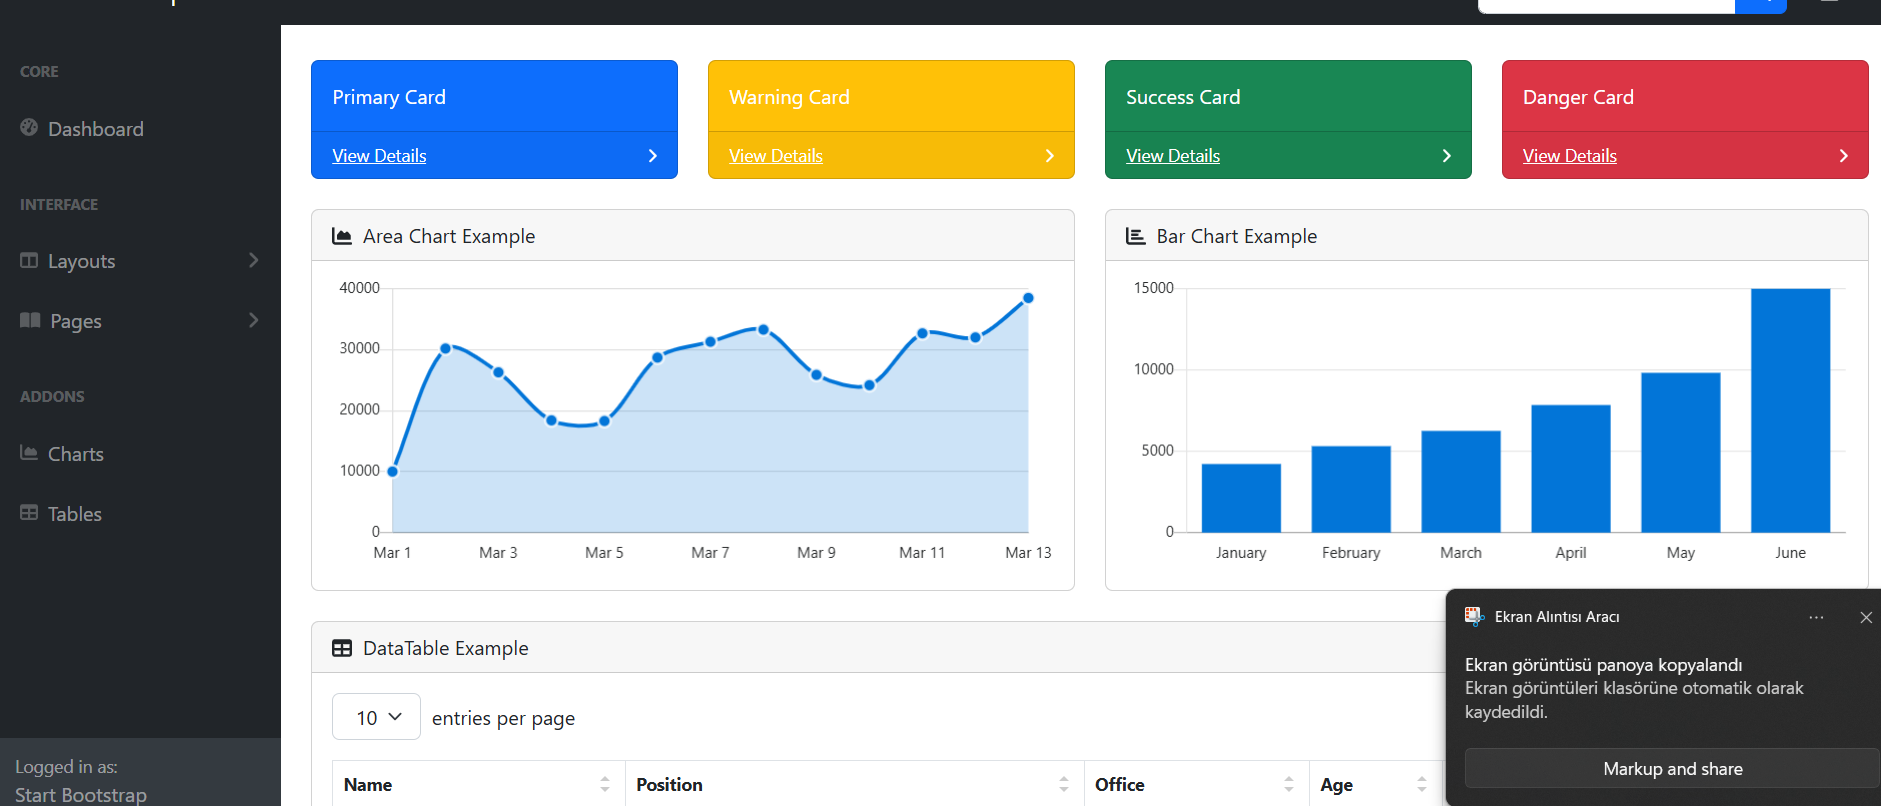 CORE
Dashboard
INTERFACE
Layouts
Pages
ADDONS
Charts
Tables
Logged in as:
Start Bootstrap
Primary Card
View Details
Warning Card
View Details
Success Card
View Details
Danger Card
View Details
Area Chart Example
40000
30000
20000
10000
0
Mar 1 Mar 3 Mar 5 Mar 7 Mar 9 Mar 11 Mar 13
Bar Chart Example
15000
10000
5000
0
January February March April May June
DataTable Example
10 entries per page
Name Position Office Age
Ekran Alıntısı Aracı
Ekran görüntüsü panoya kopyalandı
Ekran görüntüleri klasörüne otomatik olarak
kaydedildi.
Markup and share